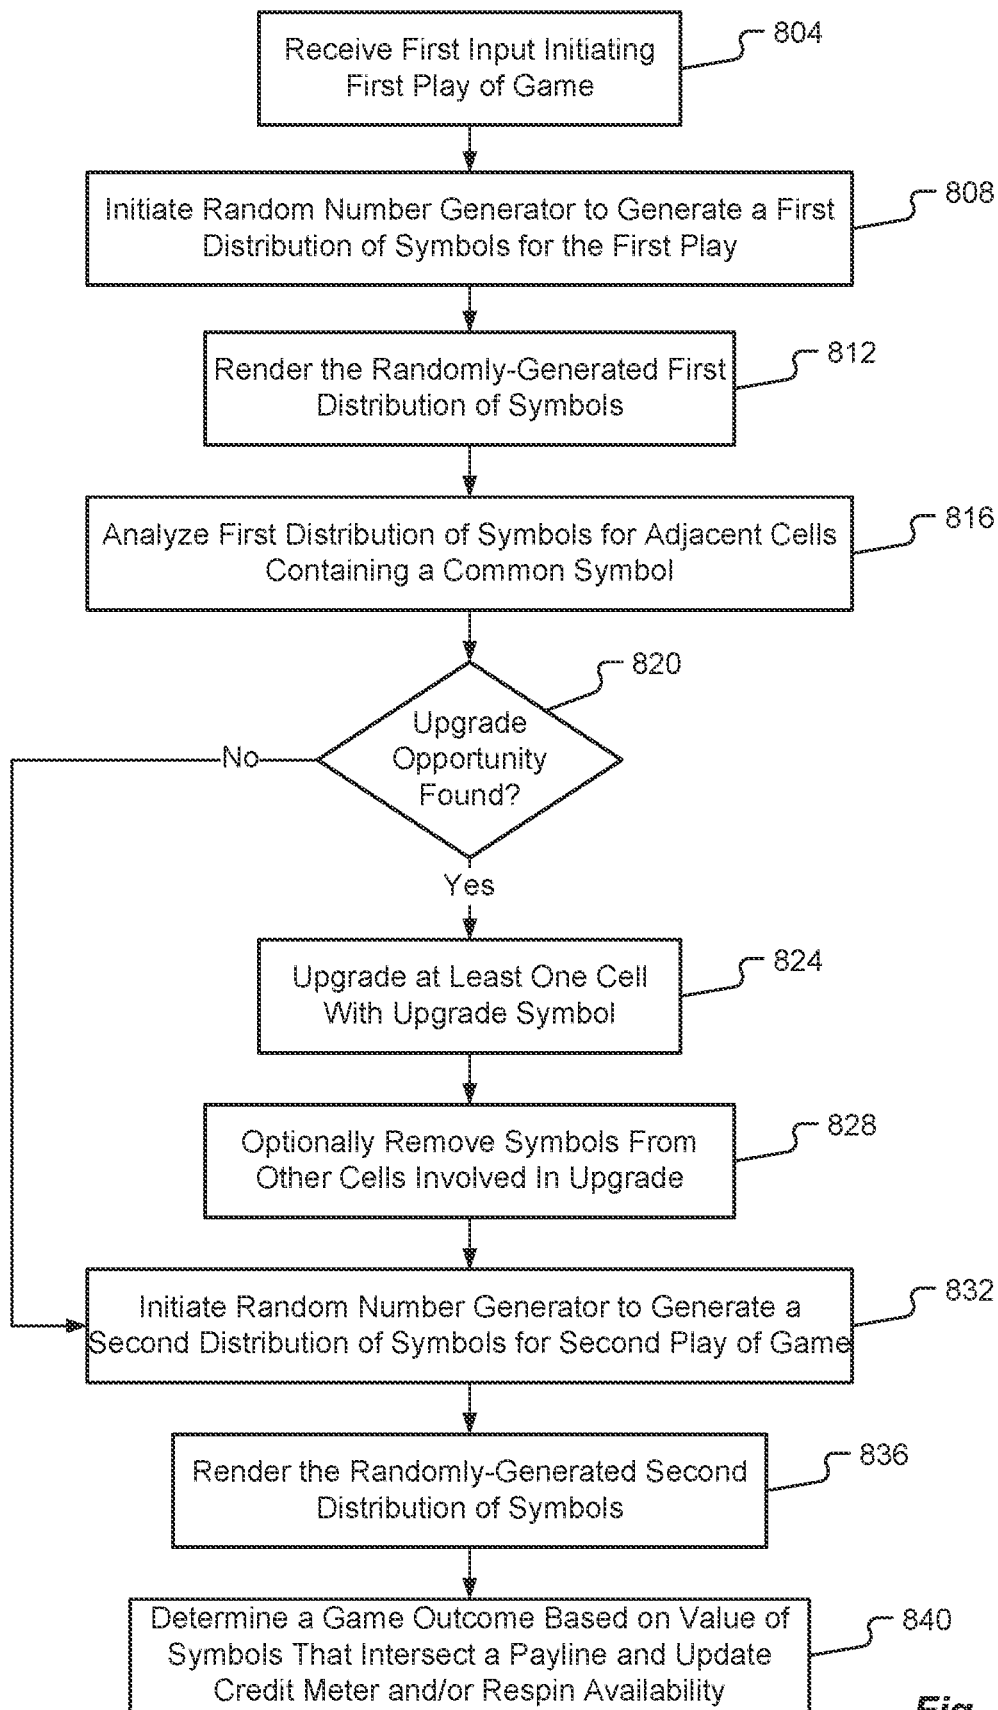 Receive First Input Initiating
First Play of Game
804
Initiate Random Number Generator to Generate a First
Distribution of Symbols for the First Play
808
Render the Randomly-Generated First
Distribution of Symbols
812
Analyze First Distribution of Symbols for Adjacent Cells
Containing a Common Symbol
816
Upgrade
Opportunity
Found?
820
No
Yes
Upgrade at Least One Cell
With Upgrade Symbol
824
Optionally Remove Symbols From
Other Cells Involved In Upgrade
828
Initiate Random Number Generator to Generate a
Second Distribution of Symbols for Second Play of Game
832
Render the Randomly-Generated Second
Distribution of Symbols
836
Determine a Game Outcome Based on Value of
Symbols That Intersect a Payline and Update
Credit Meter and/or Respin Availability
840